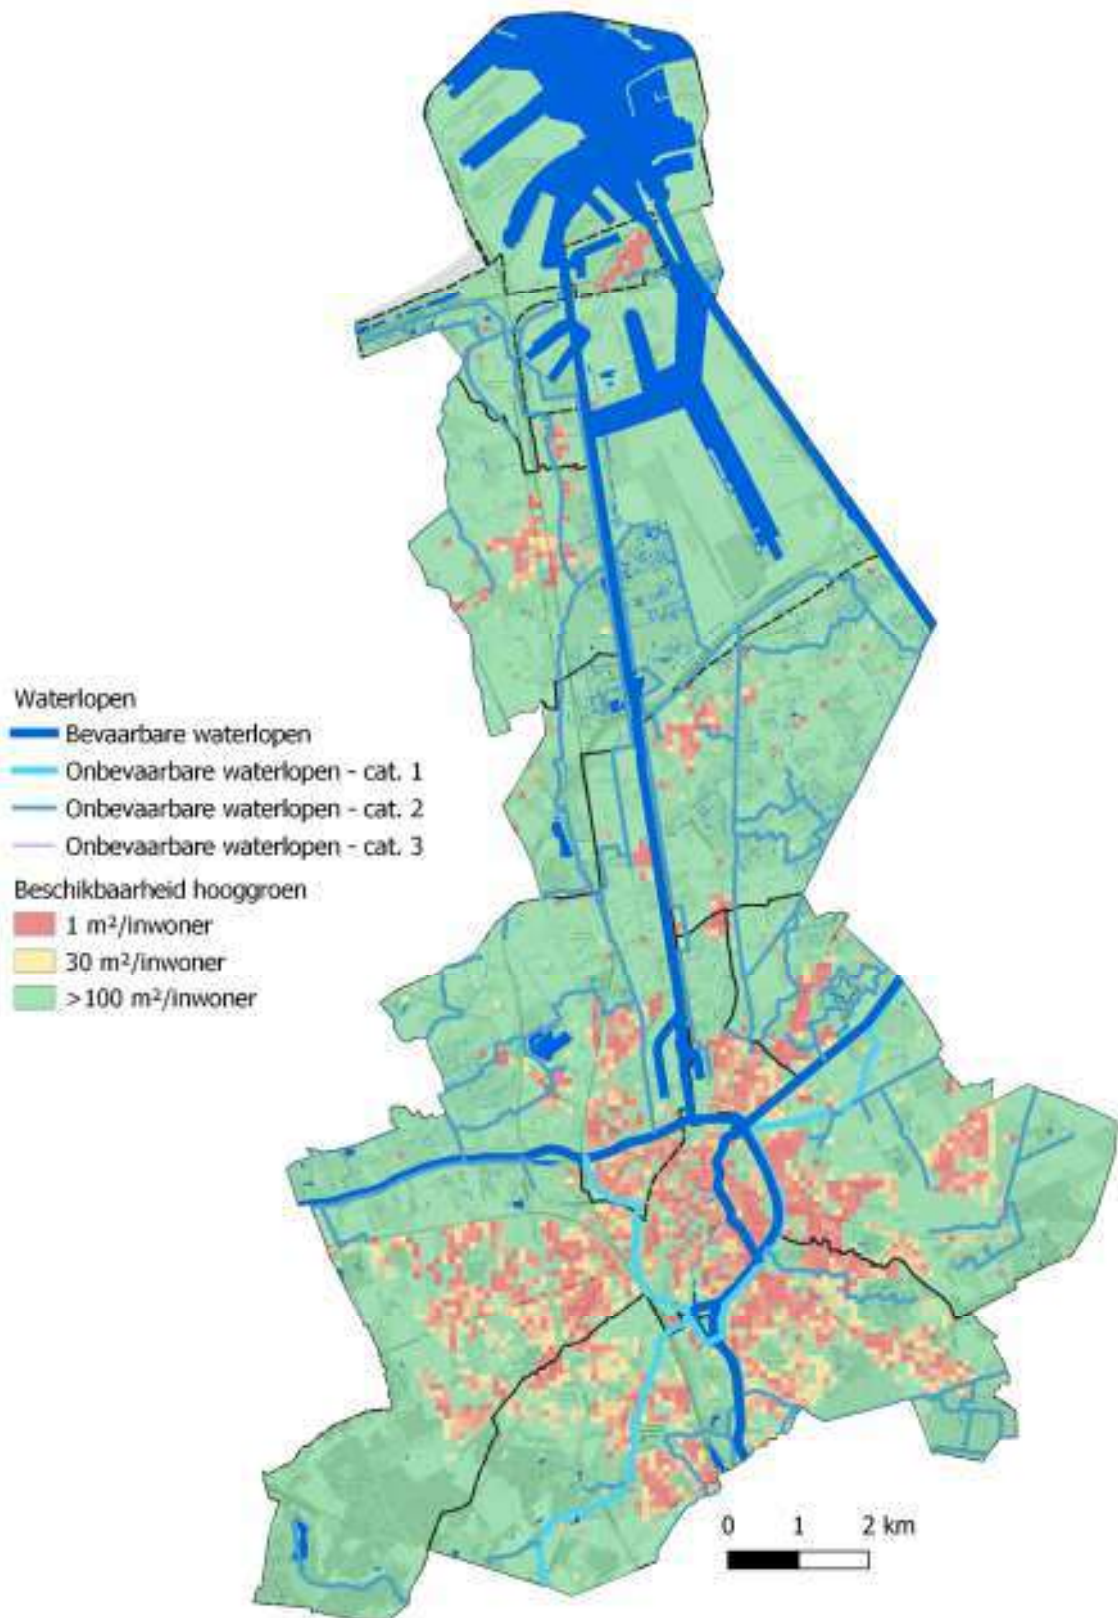 Waterlopen
Bevaarbare waterlopen
Onbevaarbare waterlopen - cat. 1
Onbevaarbare waterlopen - cat. 2
Onbevaarbare waterlopen - cat. 3
Beschikbaarheid hooggroen
1 m²/inwoner
30 m²/inwoner
>100 m²/inwoner
0 1 2 km